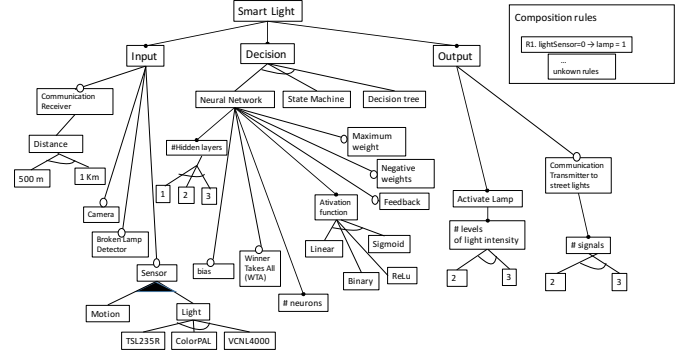 Smart Light
Composition rules
R1. lightSensor=0 → lamp = 1
...
unkown rules
Input
Decision
Output
Communication
Receiver
Neural Network
State Machine
Decision tree
Distance
500 m
1 Km
#Hidden layers
1
2
3
Maximum
weight
Negative
weights
Feedback
Communication
Transmitter to
street lights
Camera
Broken Lamp
Detector
Ativation
function
Activate Lamp
# levels
of light intensity
# signals
Linear
Sigmoid
Binary
ReLu
Sensor
bias
Winner
Takes All
(WTA)
# neurons
2
3
2
3
Motion
Light
TSL235R
ColorPAL
VCNL4000